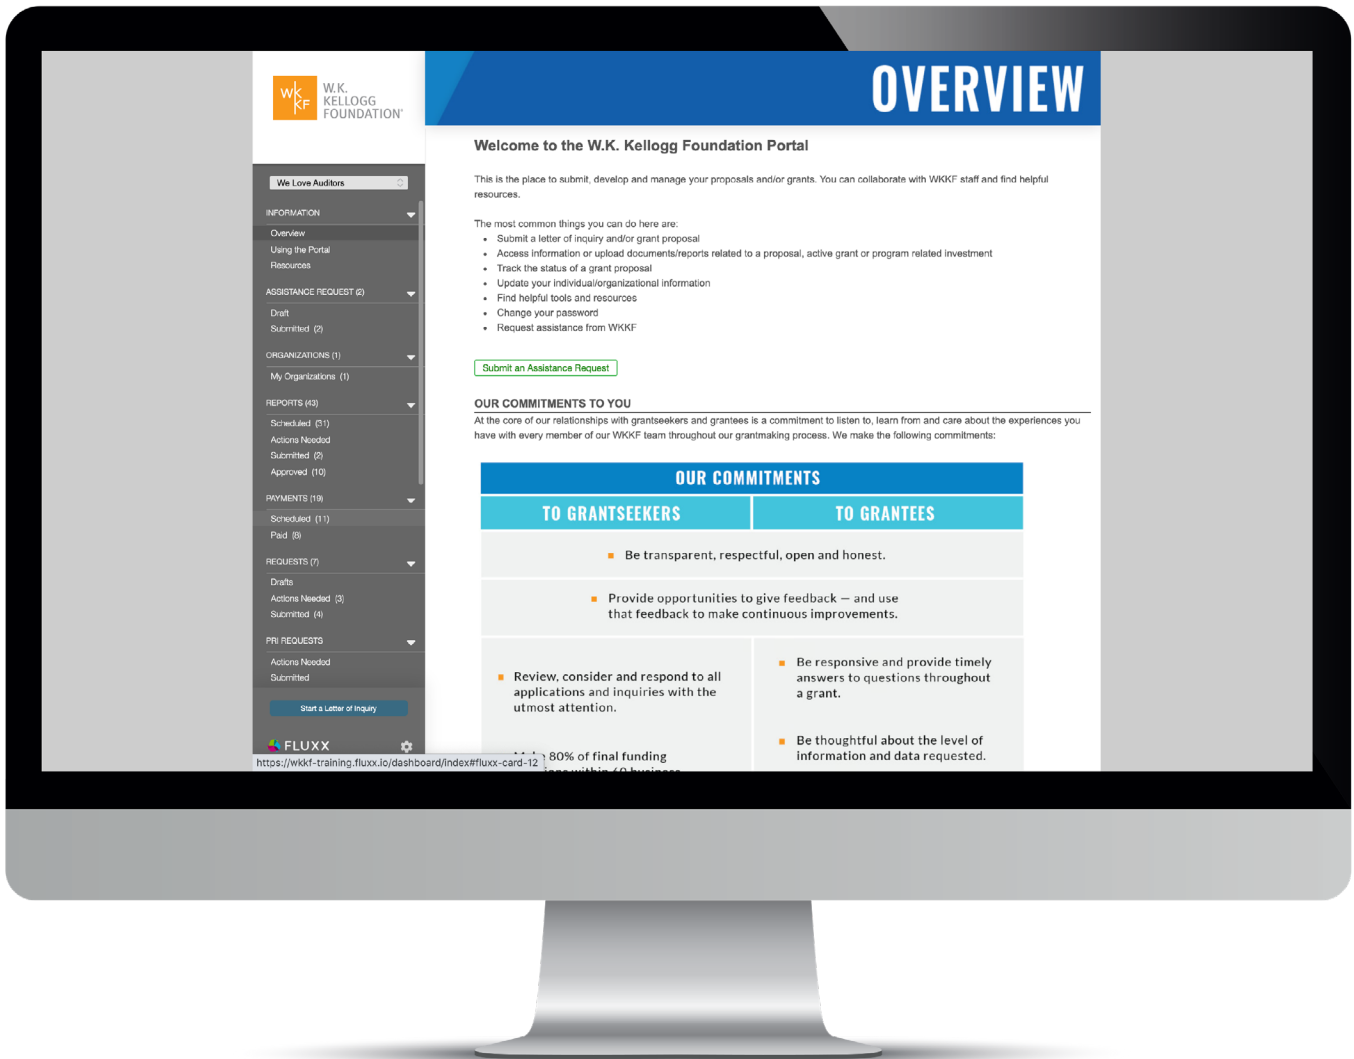 W.K.
KELLOGG
FOUNDATION
We Love Auditors
INFORMATION
Overview
Using the Portal
Resources
ASSISTANCE REQUEST (2)
Draft
Submitted (2)
ORGANIZATIONS (1)
My Organizations (1)
REPORTS (43)
Scheduled (31)
Actions Needed
Submitted (2)
Approved (10)
PAYMENTS (19)
Scheduled (11)
Paid (8)
REQUESTS (7)
Drafts
Actions Needed (3)
Submitted (4)
PRI REQUESTS
Actions Needed
Submitted
Start a Letter of Inquiry
FLUXX
https://wkkf-training.fluxx.io/dashboard/index#fluxx-card-12
OVERVIEW
Welcome to the W.K. Kellogg Foundation Portal
This is the place to submit, develop and manage your proposals and/or grants. You can collaborate with WKKF staff and find helpful
resources.
The most common things you can do here are:
• Submit a letter of inquiry and/or grant proposal
• Access information or upload documents/reports related to a proposal, active grant or program related investment
• Track the status of a grant proposal
• Update your individual/organizational information
• Find helpful tools and resources
• Change your password
• Request assistance from WKKF
Submit an Assistance Request
OUR COMMITMENTS TO YOU
At the core of our relationships with grantseekers and grantees is a commitment to listen to, learn from and care about the experiences you
have with every member of our WKKF team throughout our grantmaking process. We make the following commitments:
OUR COMMITMENTS
TO GRANTSEEKERS
TO GRANTEES
Be transparent, respectful, open and honest.
Provide opportunities to give feedback — and use
that feedback to make continuous improvements.
Review, consider and respond to all
applications and inquiries with the
utmost attention.
80% of final funding
within 60 business
Be responsive and provide timely
answers to questions throughout
a grant.
Be thoughtful about the level of
information and data requested.